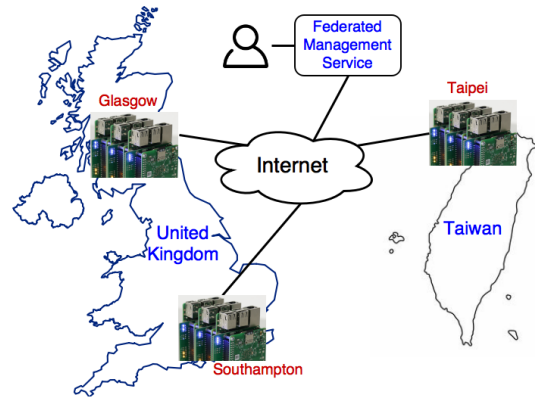 Federated
Management
Service
Glasgow
Taipei
Internet
United
Kingdom
Taiwan
Southampton